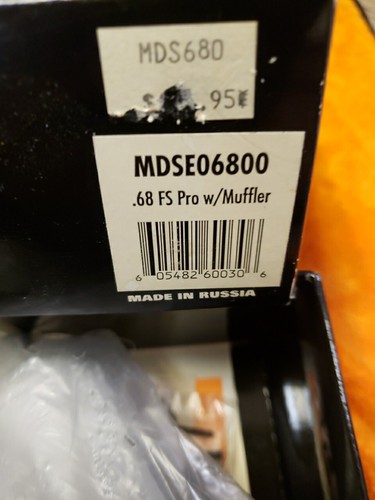 MDS680
$ .95
MDSE06800
.68 FS Pro w/Muffler
6 05482 60030 6
MADE IN RUSSIA